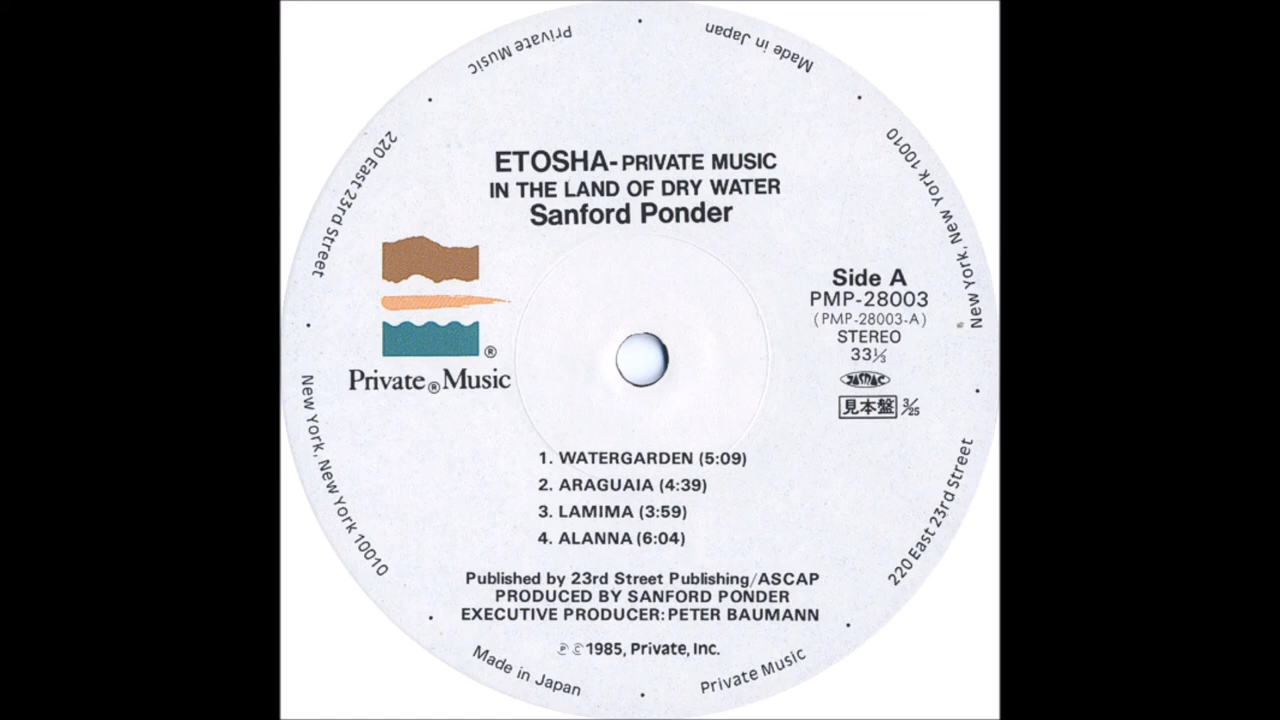 Private Music
Made in Japan
220 East 23rd Street
New York, New York 10010
ETOSHA-PRIVATE MUSIC
IN THE LAND OF DRY WATER
Sanford Ponder
® 
Private® Music
Side A
PMP-28003
(PMP-28003-A)
STEREO
33⅓
JASRAC
見本盤 3/25
1. WATERGARDEN (5:09)
2. ARAGUAIA (4:39)
3. LAMIMA (3:59)
4. ALANNA (6:04)
Published by 23rd Street Publishing/ASCAP
PRODUCED BY SANFORD PONDER
EXECUTIVE PRODUCER: PETER BAUMANN
℗©1985, Private, Inc.
New York, New York 10010
220 East 23rd Street
Made in Japan
Private Music